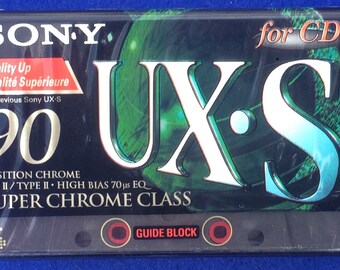 SONY
for CD
ality Up
alité Supérieure
revious Sony UX-S
90
UX·S
SITION CHROME
II / TYPE II • HIGH BIAS 70µs EQ
UPER CHROME CLASS
GUIDE BLOCK